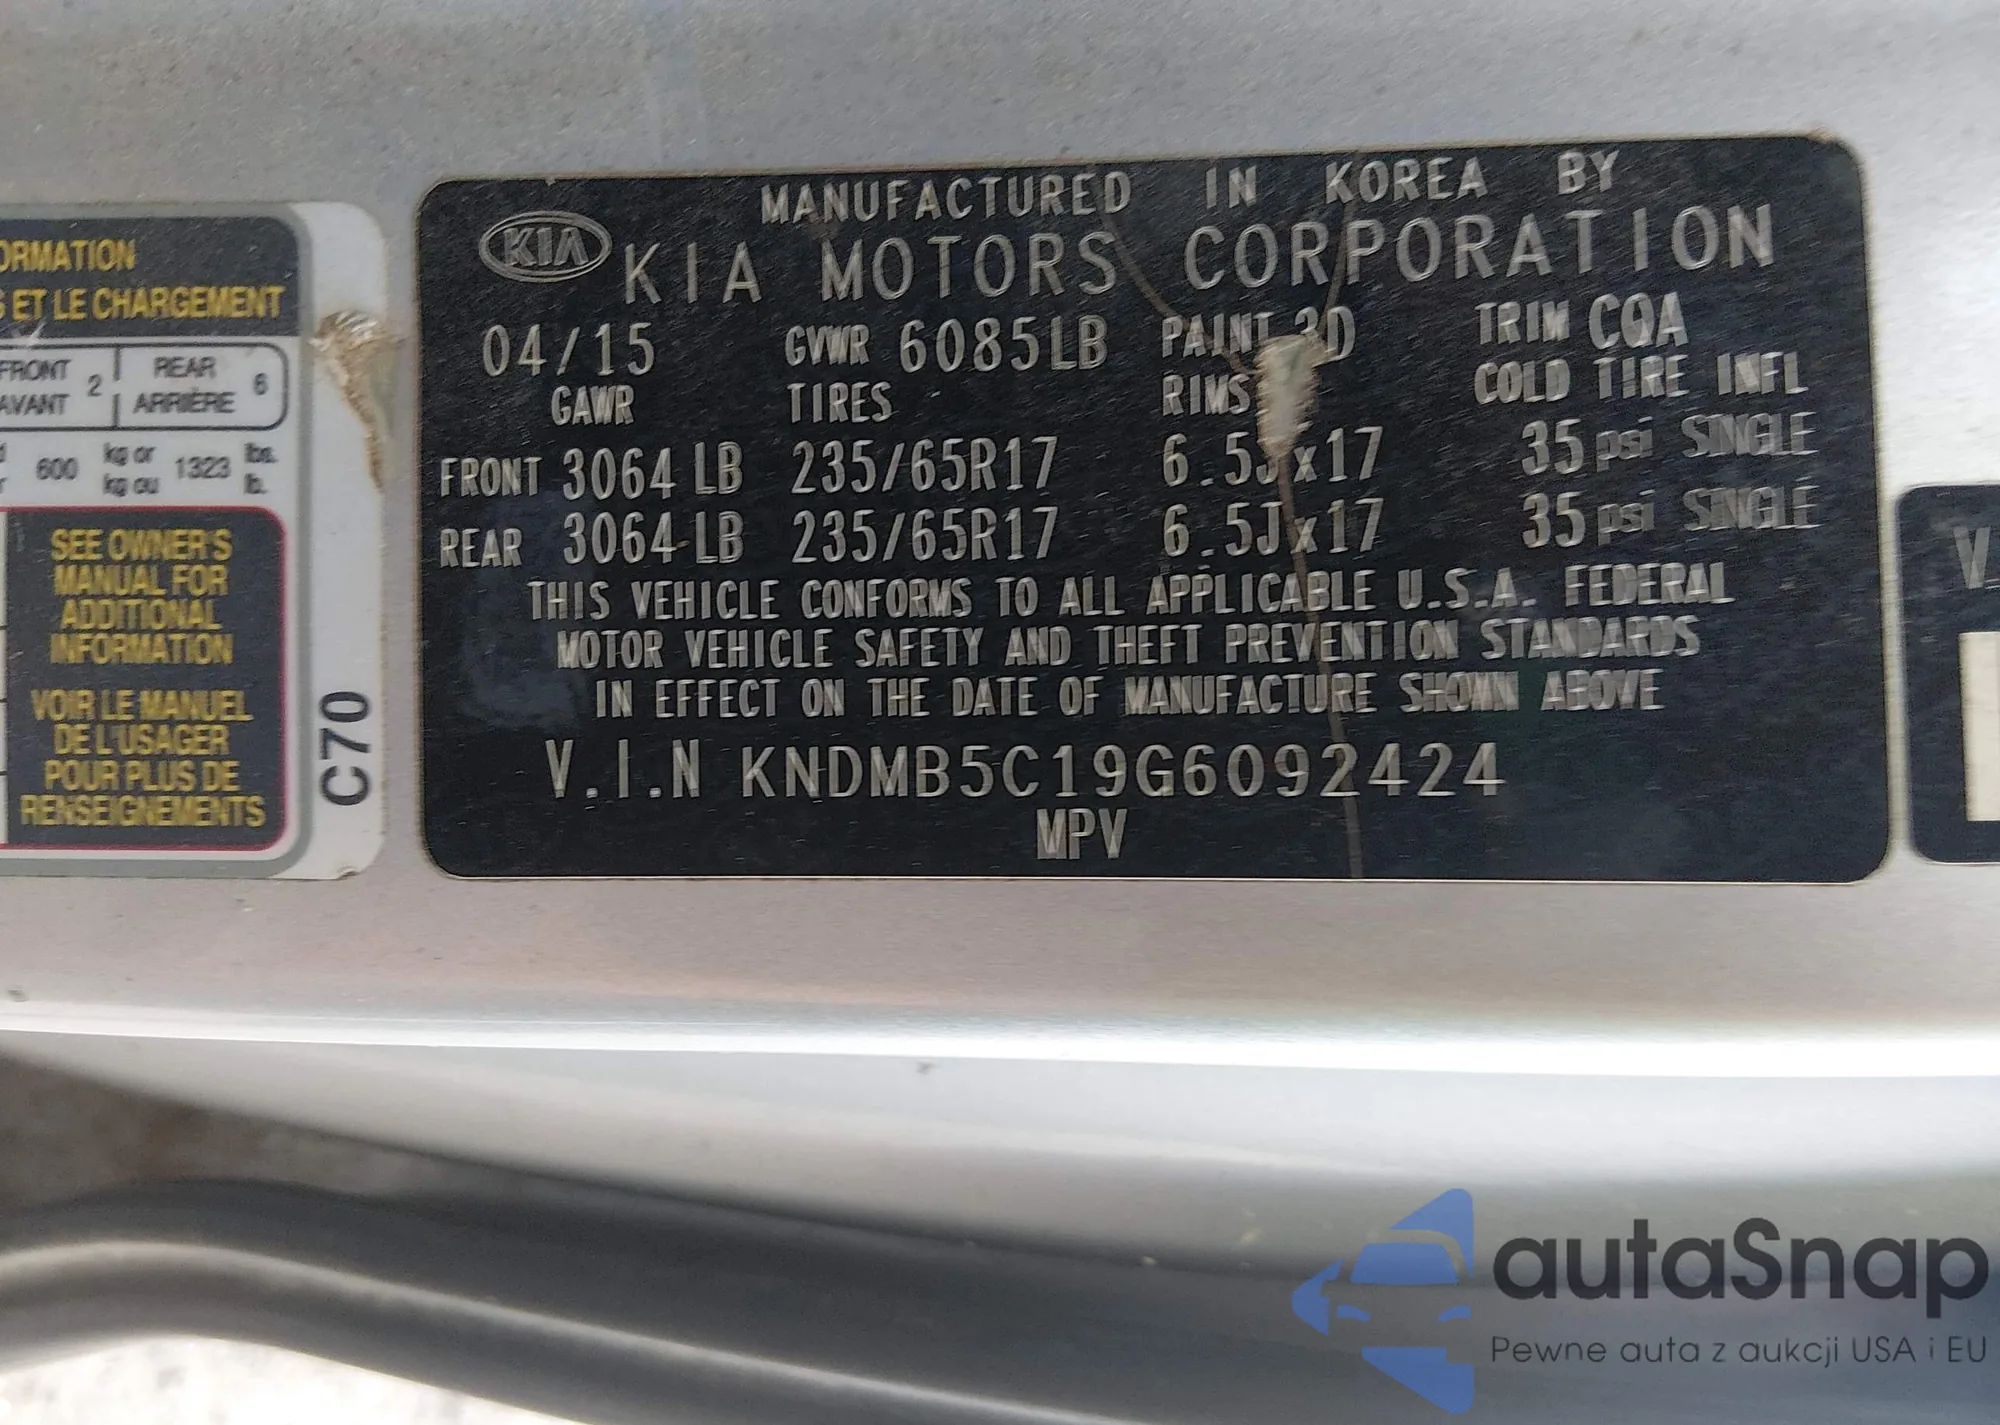 ORMATION
S ET LE CHARGEMENT
FRONT 2 REAR 6
AVANT ARRIÈRE
600 kg or 1323 lbs.
kg ou lb.
SEE OWNER'S
MANUAL FOR
ADDITIONAL
INFORMATION
VOIR LE MANUEL
DE L'USAGER
POUR PLUS DE
RENSEIGNEMENTS
C70
MANUFACTURED IN KOREA BY
KIA KIA MOTORS CORPORATION
04/15 GVWR 6085LB PAINT 3D TRIM CQA
GAWR TIRES RIMS COLD TIRE INFL
FRONT 3064 LB 235/65R17 6.5Jx17 35 psi SINGLE
REAR 3064 LB 235/65R17 6.5Jx17 35 psi SINGLE
THIS VEHICLE CONFORMS TO ALL APPLICABLE U.S.A. FEDERAL
MOTOR VEHICLE SAFETY AND THEFT PREVENTION STANDARDS
IN EFFECT ON THE DATE OF MANUFACTURE SHOWN ABOVE
V.I.N KNDMB5C19G6092424
MPV
V.
autaSnap
Pewne auta z aukcji USA i EU